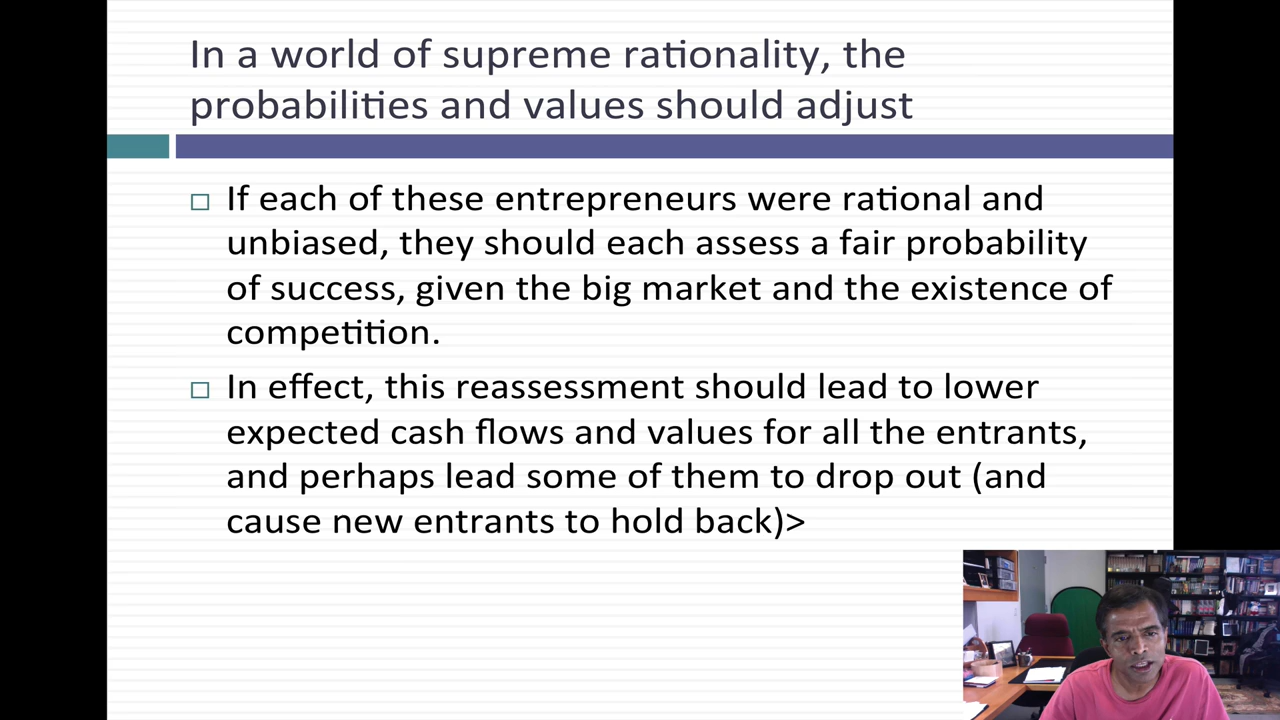 In a world of supreme rationality, the
probabilities and values should adjust
If each of these entrepreneurs were rational and
unbiased, they should each assess a fair probability
of success, given the big market and the existence of
competition.
In effect, this reassessment should lead to lower
expected cash flows and values for all the entrants,
and perhaps lead some of them to drop out (and
cause new entrants to hold back)>